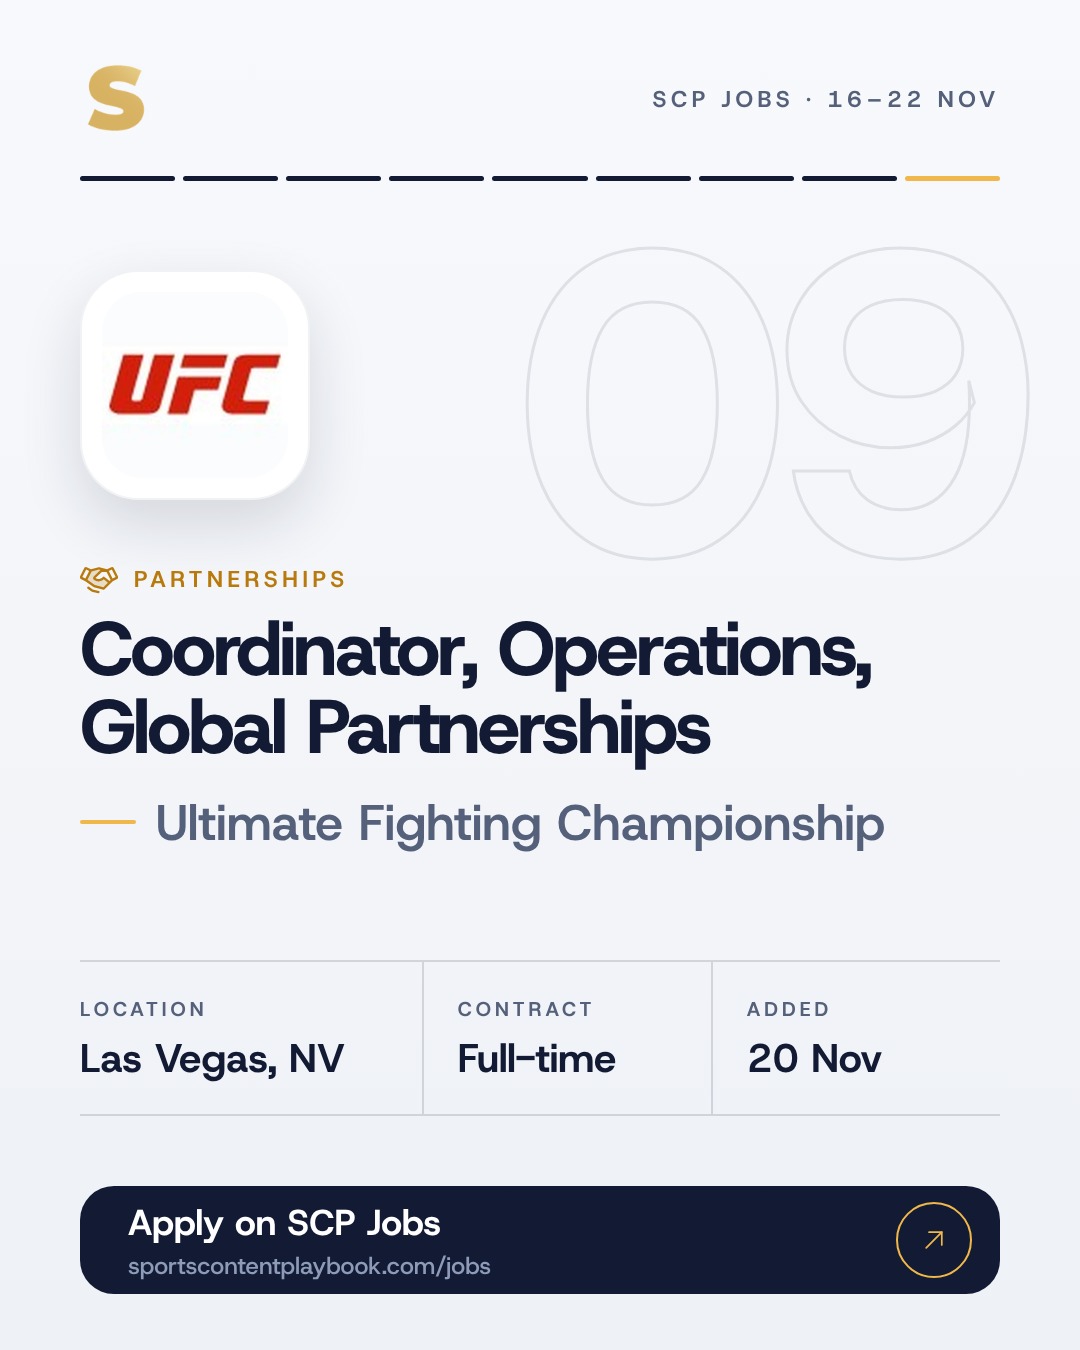 S
SCP JOBS · 16–22 NOV
UFC
09
PARTNERSHIPS
Coordinator, Operations,
Global Partnerships
Ultimate Fighting Championship
LOCATION
Las Vegas, NV
CONTRACT
Full-time
ADDED
20 Nov
Apply on SCP Jobs
sportscontentplaybook.com/jobs